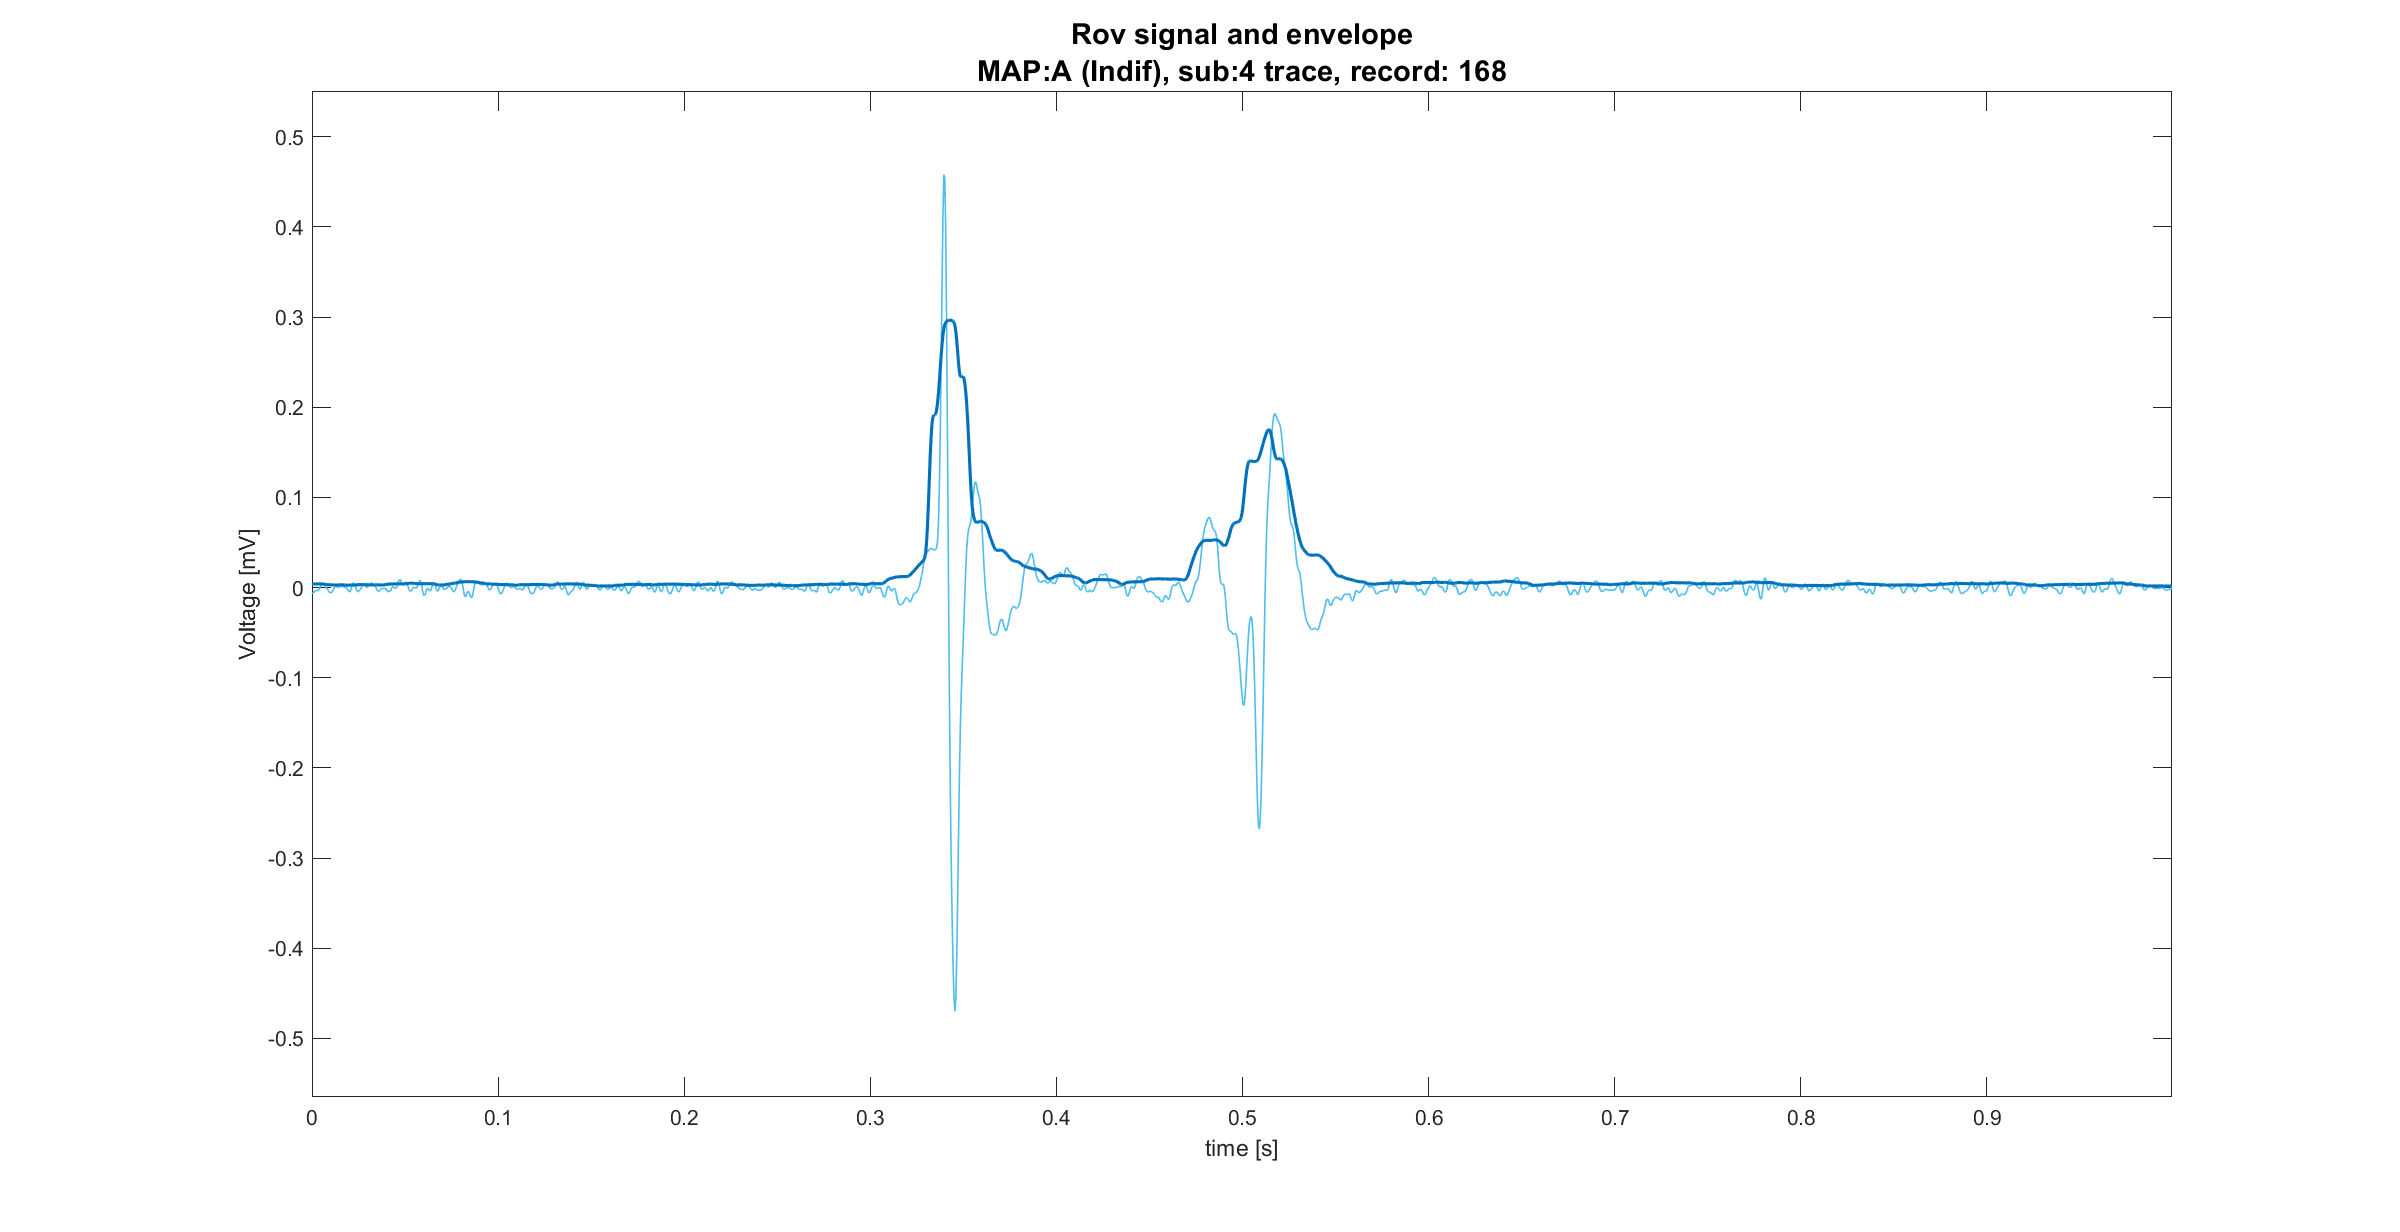 Rov signal and envelope
MAP:A (Indif), sub:4 trace, record: 168
0.5
0.4
0.3
0.2
0.1
0
-0.1
-0.2
-0.3
-0.4
-0.5
Voltage [mV]
0 0.1 0.2 0.3 0.4 0.5 0.6 0.7 0.8 0.9
time [s]